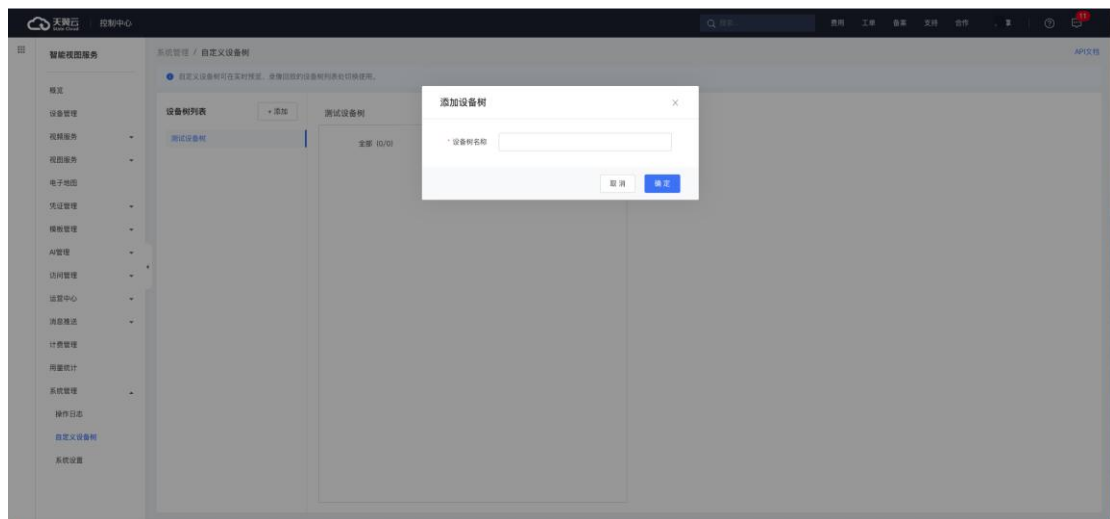 天翼云 控制中心 搜索... 费用 工单 备案 支持 合作 11
智能视图服务 系统管理 / 自定义设备树 API文档
概览
设备管理
视频服务
视图服务
电子地图
凭证管理
模板管理
AI管理
访问管理
运营中心
消息推送
计费管理
用量统计
系统管理
操作日志
自定义设备树
系统设置
自定义设备树可在实时预览、录像回放的设备树列表处切换使用。
设备树列表 + 添加
测试设备树
测试设备树
全部 (0/0)
添加设备树
* 设备树名称
取消 确定